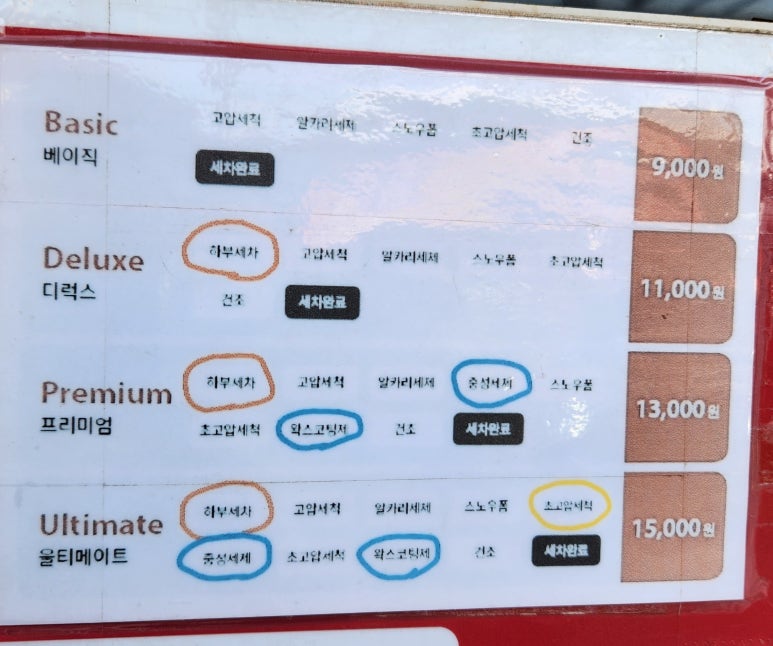 Basic
베이직
고압세척 알카리세제 스노우폼 초고압세척 건조
세차완료
9,000원
Deluxe
디럭스
하부세차 고압세척 알카리세제 스노우폼 초고압세척
건조 세차완료
11,000원
Premium
프리미엄
하부세차 고압세척 알카리세제 중성세제 스노우폼
초고압세척 왁스코팅제 건조 세차완료
13,000원
Ultimate
울티메이트
하부세차 고압세척 알카리세제 스노우폼 초고압세척
중성세제 초고압세척 왁스코팅제 건조 세차완료
15,000원